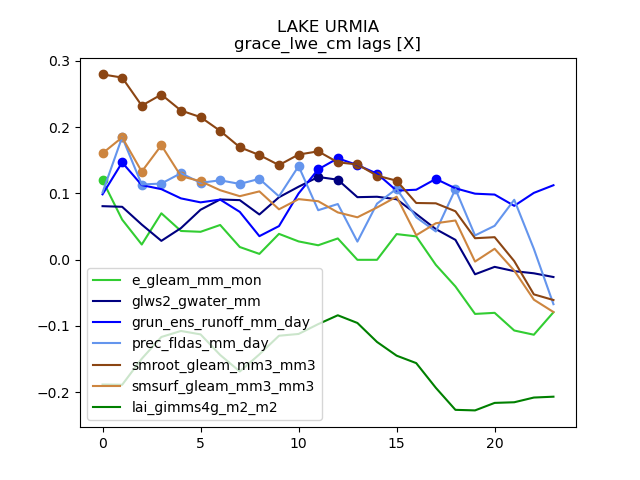 LAKE URMIA
grace_lwe_cm lags [X]
0.3
0.2
0.1
0.0
−0.1
−0.2
e_gleam_mm_mon
glws2_gwater_mm
grun_ens_runoff_mm_day
prec_fldas_mm_day
smroot_gleam_mm3_mm3
smsurf_gleam_mm3_mm3
lai_gimms4g_m2_m2
0 5 10 15 20